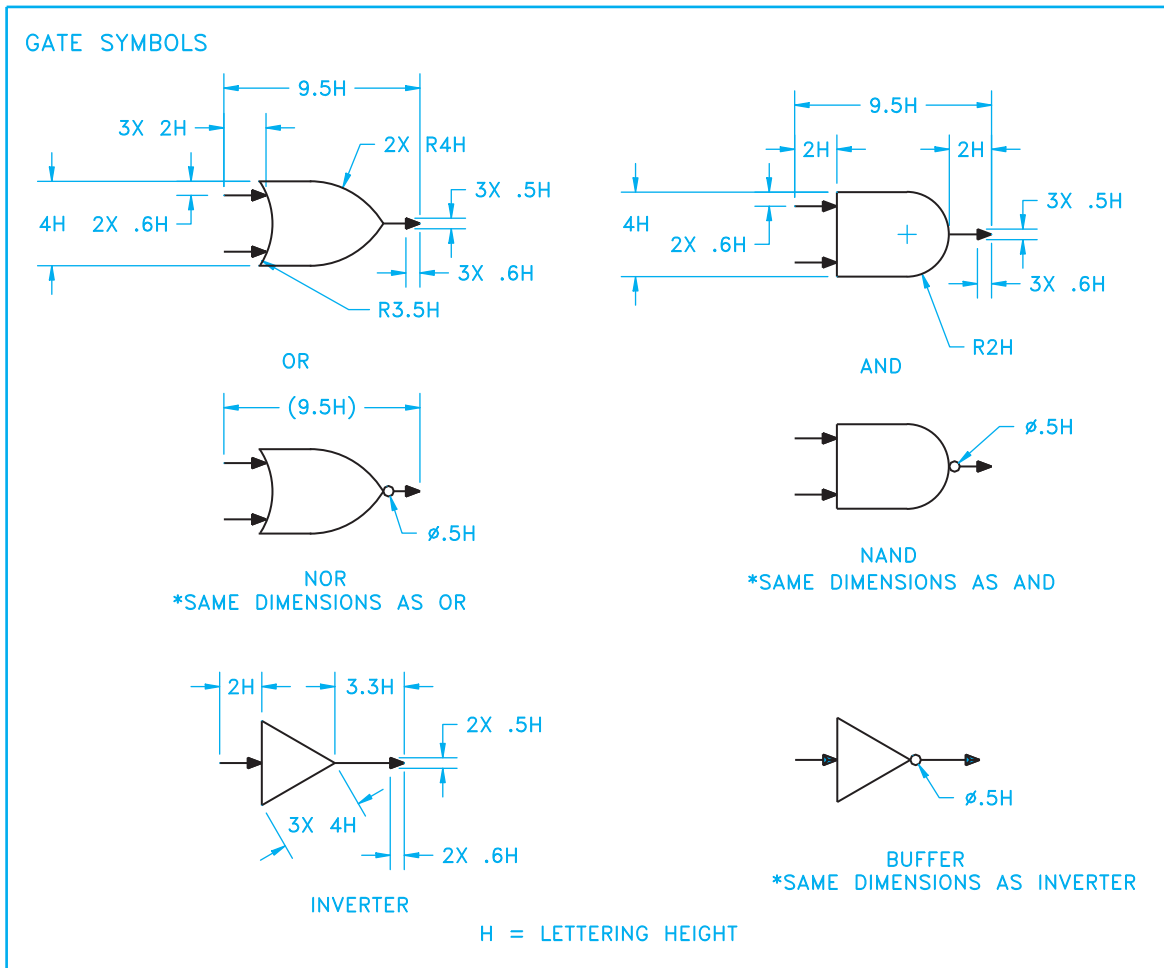 GATE SYMBOLS
9.5H
3X 2H
2X R4H
4H
2X .6H
3X .5H
3X .6H
R3.5H
OR
9.5H
2H
2H
4H
2X .6H
3X .5H
3X .6H
R2H
AND
(9.5H)
ø.5H
NOR
*SAME DIMENSIONS AS OR
ø.5H
NAND
*SAME DIMENSIONS AS AND
2H
3.3H
2X .5H
3X 4H
2X .6H
INVERTER
ø.5H
BUFFER
*SAME DIMENSIONS AS INVERTER
H = LETTERING HEIGHT